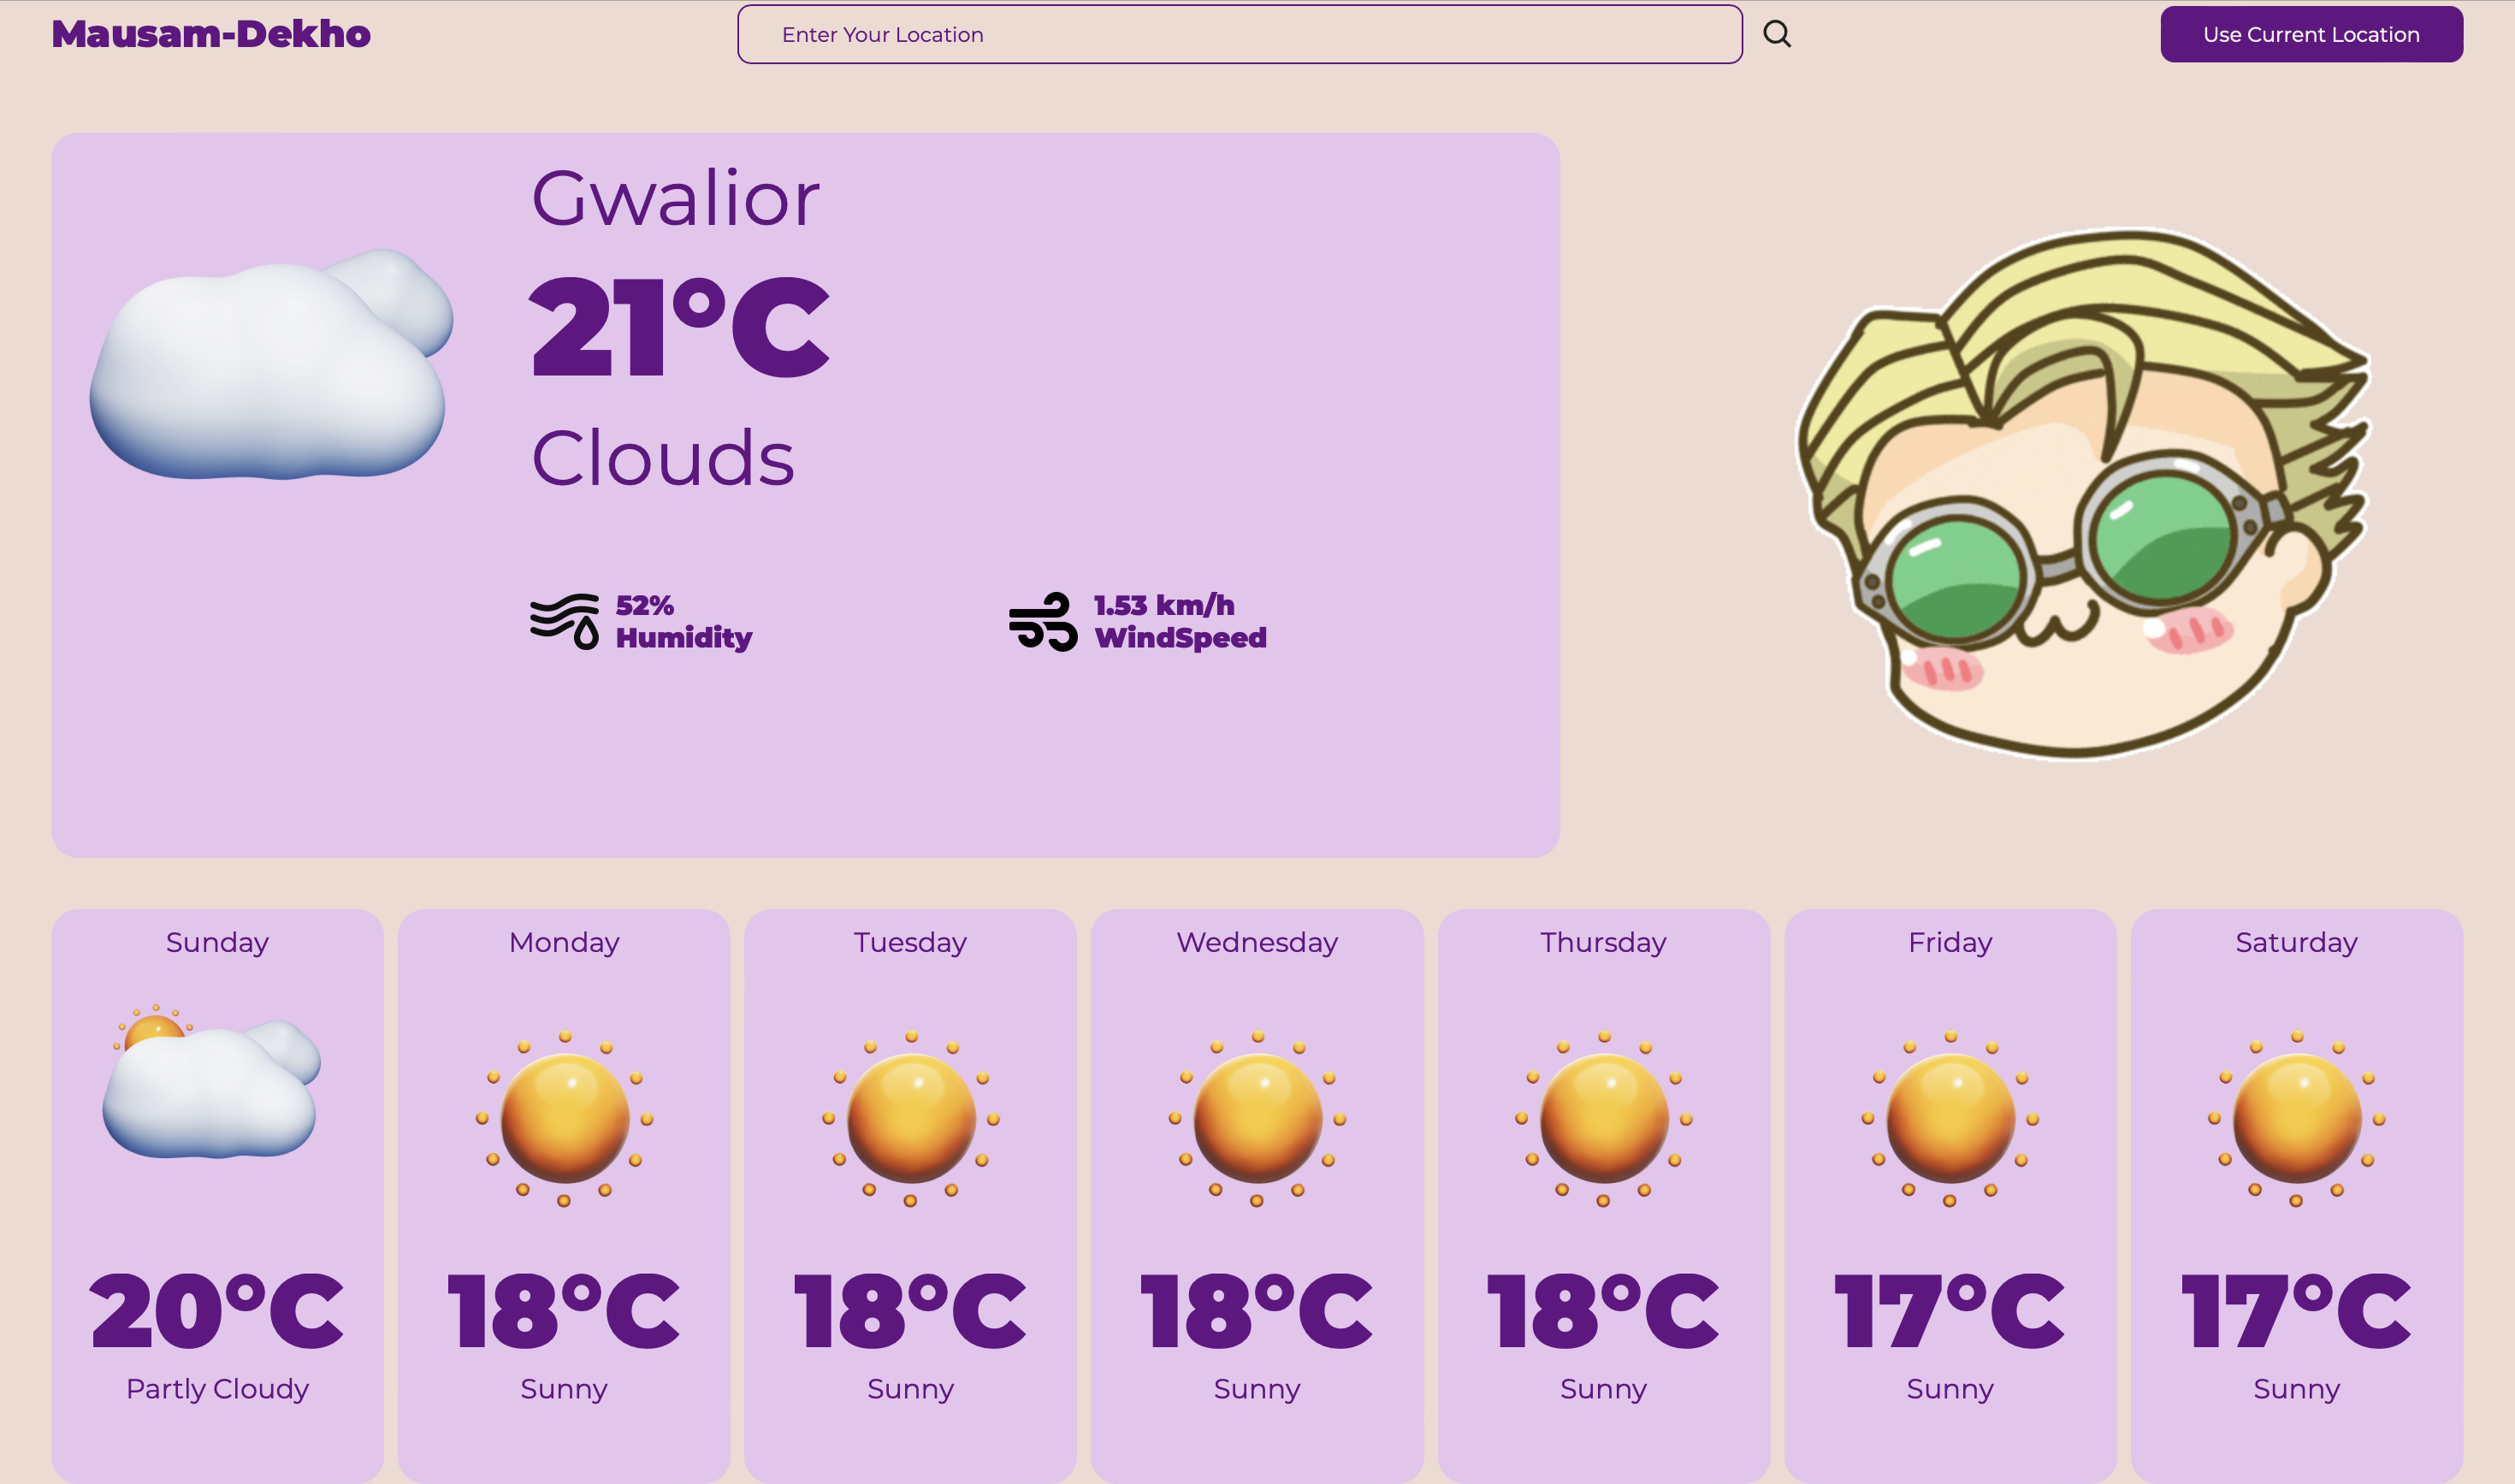 Mausam-Dekho
Enter Your Location
Use Current Location
Gwalior
21°C
Clouds
52%
Humidity
1.53 km/h
WindSpeed
Sunday
20°C
Partly Cloudy
Monday
18°C
Sunny
Tuesday
18°C
Sunny
Wednesday
18°C
Sunny
Thursday
18°C
Sunny
Friday
17°C
Sunny
Saturday
17°C
Sunny